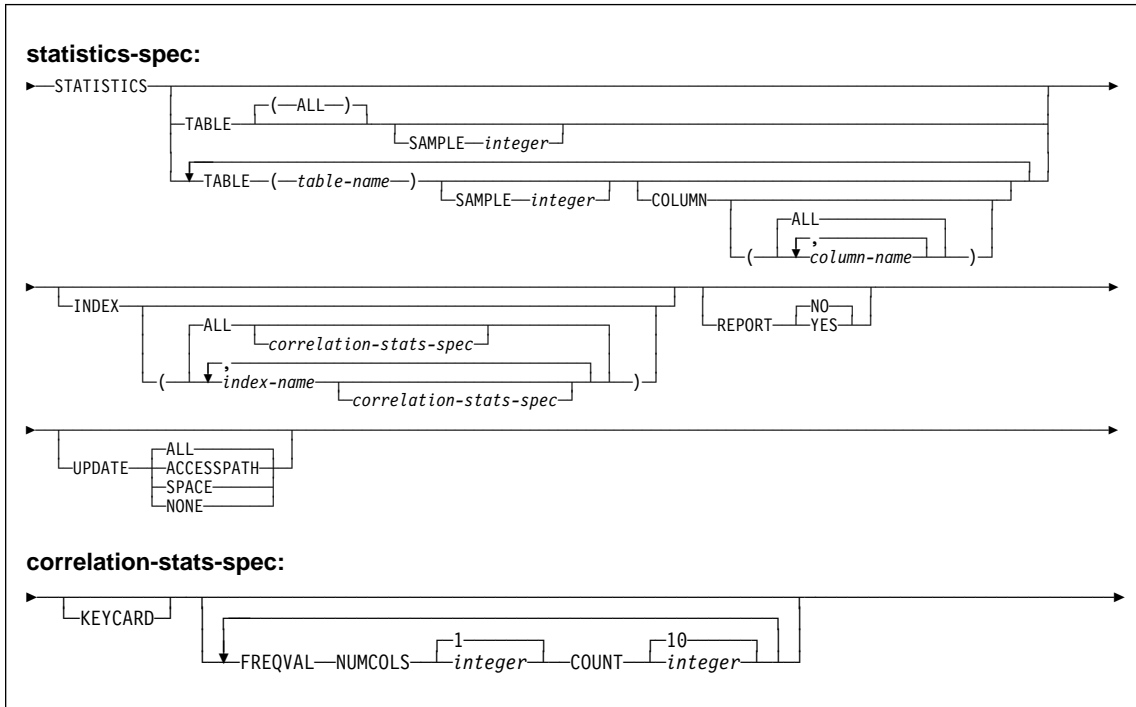 statistics-spec:
STATISTICS
( ALL )
TABLE
SAMPLE integer
TABLE ( table-name )
SAMPLE integer COLUMN
ALL
,
( column-name )
INDEX
ALL NO
REPORT YES
correlation-stats-spec
,
( index-name )
correlation-stats-spec
ALL
UPDATE ACCESSPATH
SPACE
NONE
correlation-stats-spec:
KEYCARD
1 10
FREQVAL NUMCOLS integer COUNT integer